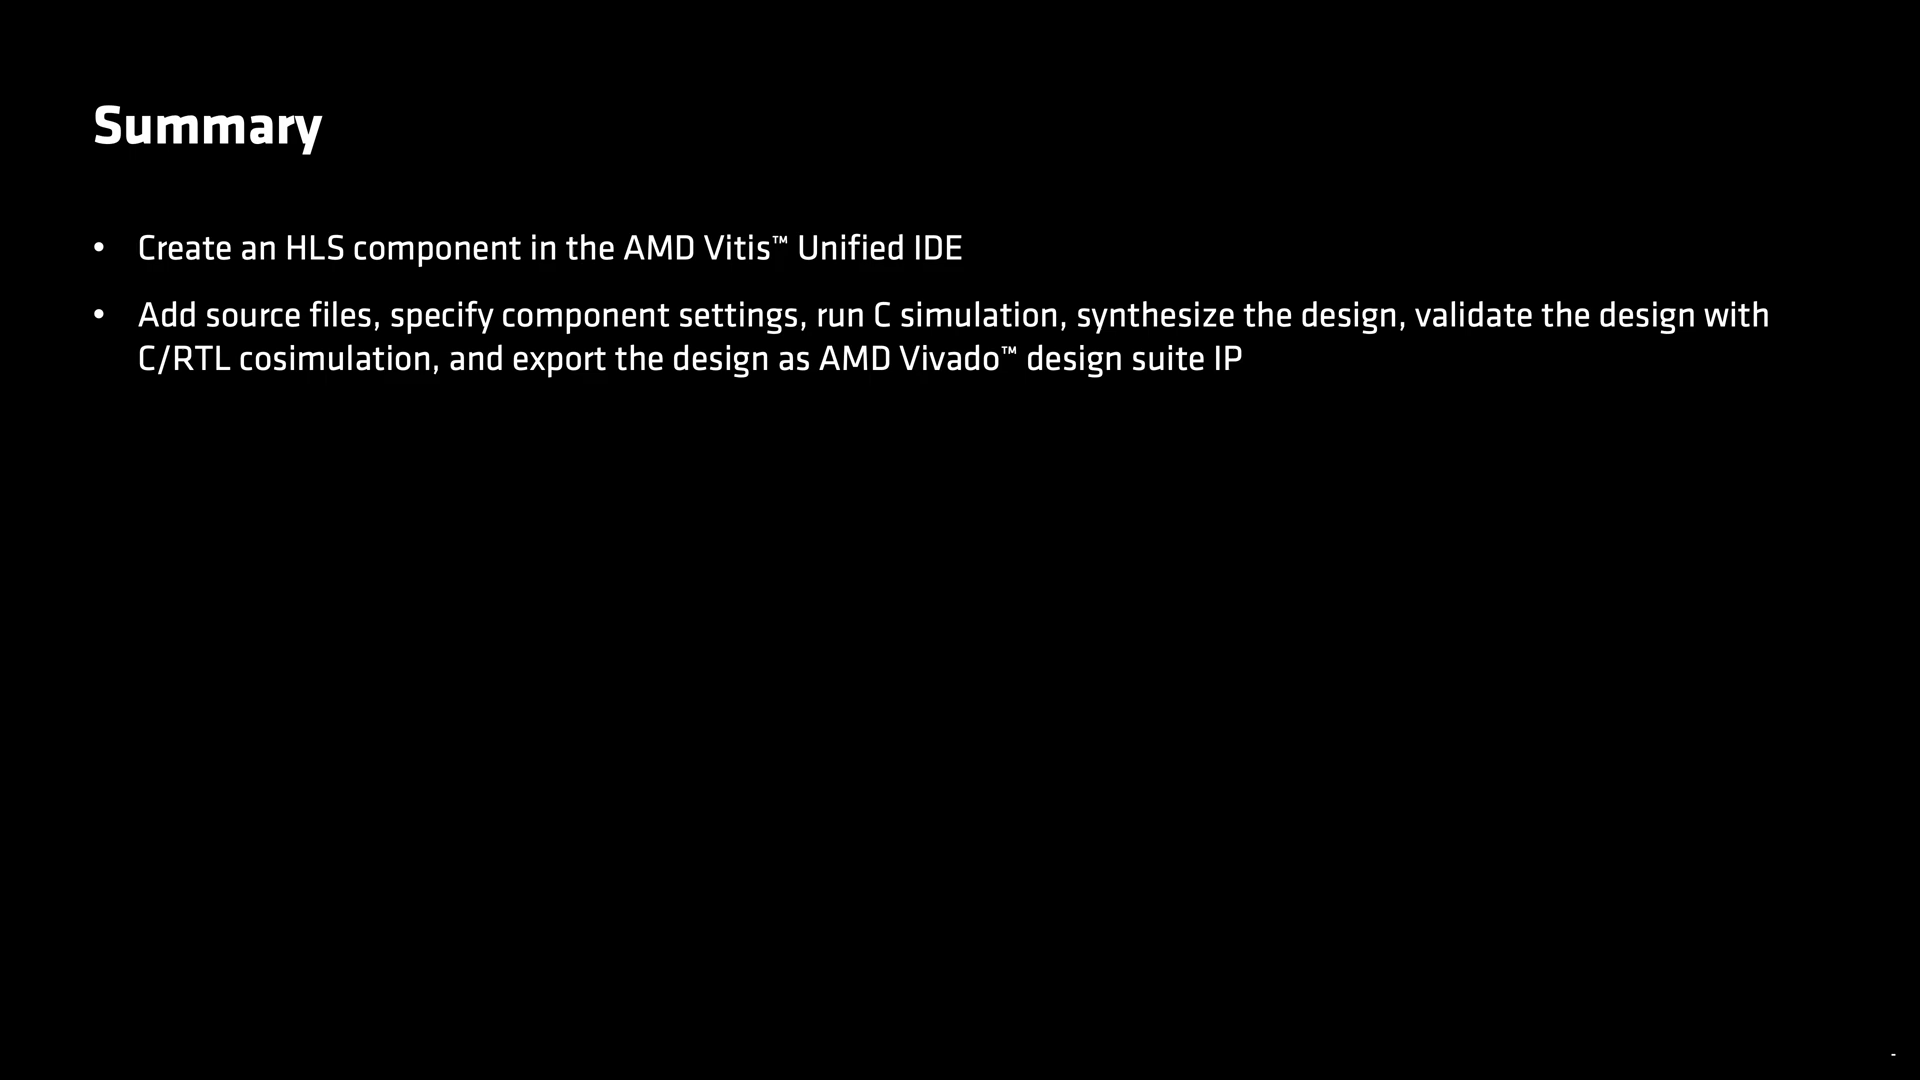 Summary
• Create an HLS component in the AMD Vitis™ Unified IDE
• Add source files, specify component settings, run C simulation, synthesize the design, validate the design with
C/RTL cosimulation, and export the design as AMD Vivado™ design suite IP
-